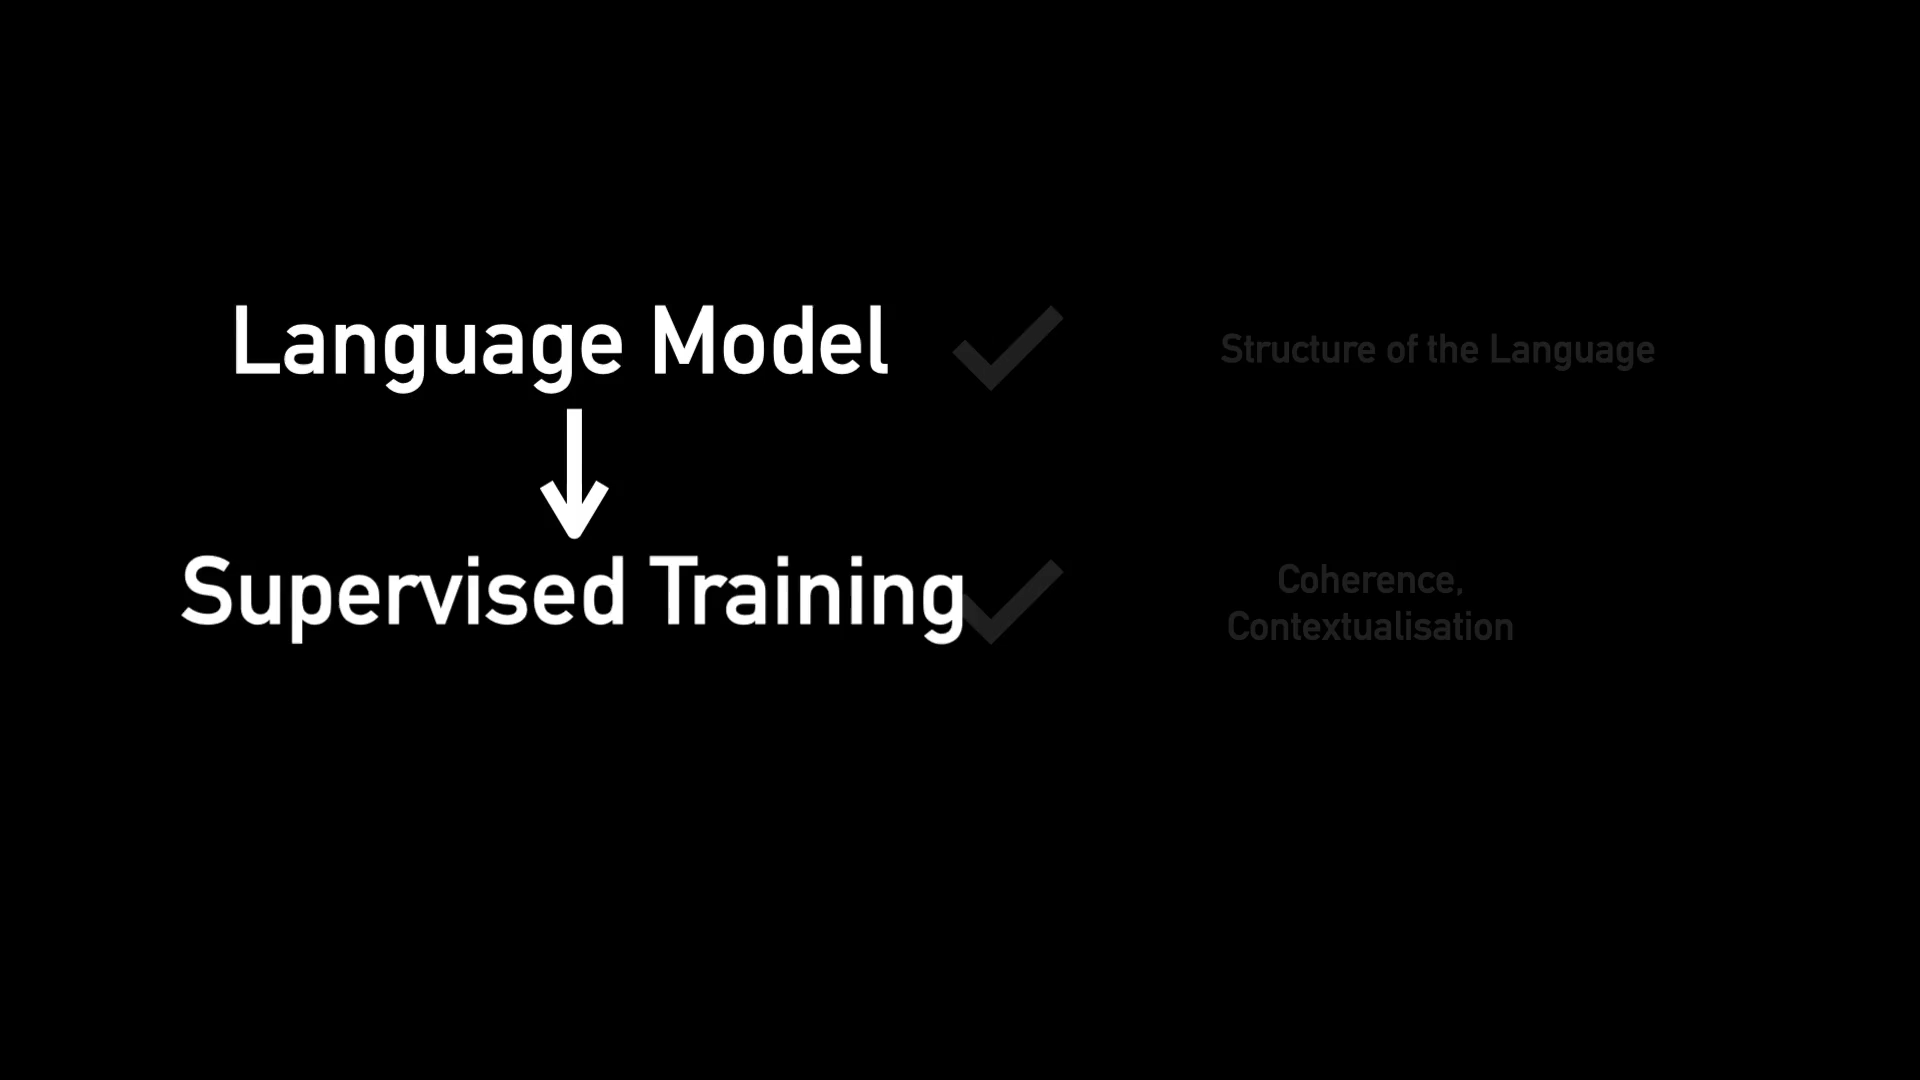 Language Model
Structure of the Language
Supervised Training
Coherence,
Contextualisation